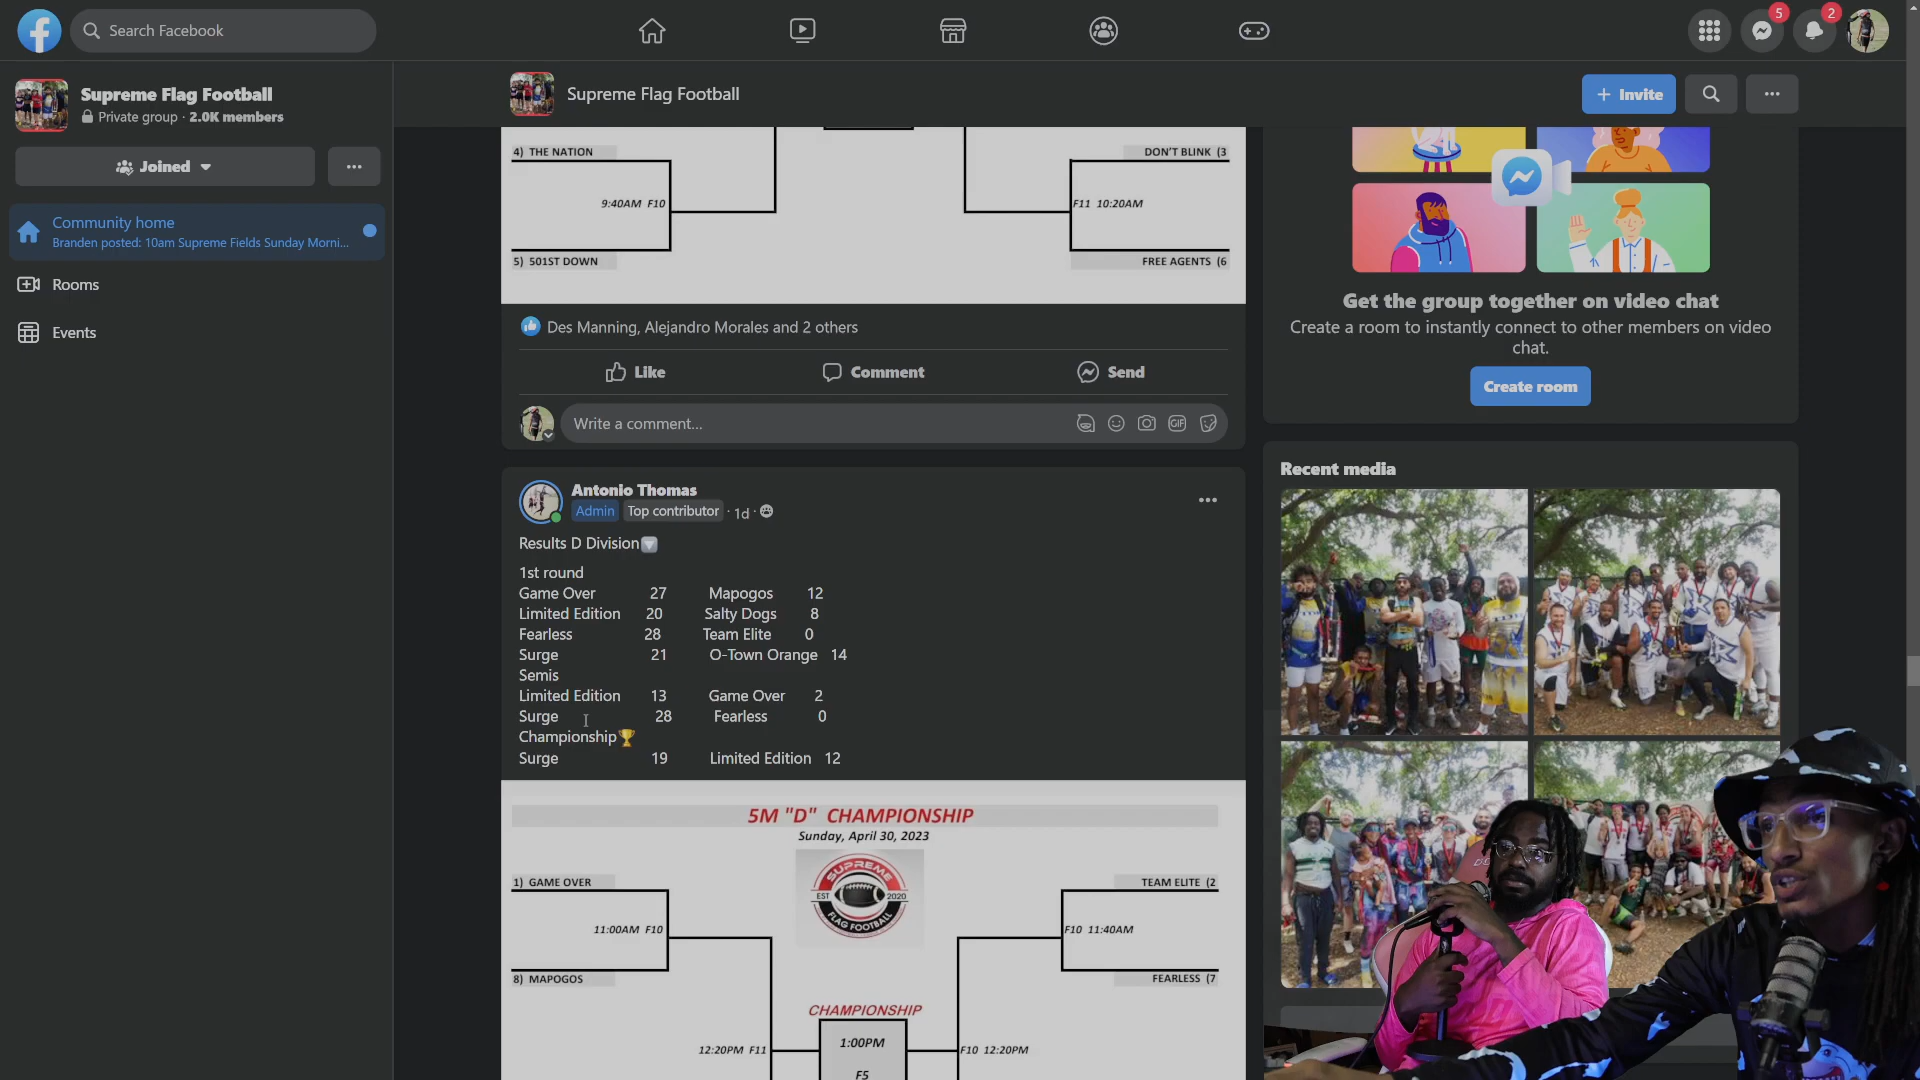 Search Facebook
5
2
Supreme Flag Football
Private group · 2.0K members
Joined
Community home
Branden posted: 10am Supreme Fields Sunday Morni...
Rooms
Events
Supreme Flag Football
+ Invite
4) THE NATION
9:40AM F10
5) 501ST DOWN
DON'T BLINK (3
F11 10:20AM
FREE AGENTS (6
Des Manning, Alejandro Morales and 2 others
Like
Comment
Send
Write a comment...
GIF
Antonio Thomas
Admin Top contributor · 1d ·
Results D Division
1st round
Game Over 27 Mapogos 12
Limited Edition 20 Salty Dogs 8
Fearless 28 Team Elite 0
Surge 21 O-Town Orange 14
Semis
Limited Edition 13 Game Over 2
Surge 28 Fearless 0
Championship
Surge 19 Limited Edition 12
5M "D" CHAMPIONSHIP
Sunday, April 30, 2023
SUPREME
EST 2020
FLAG FOOTBALL
1) GAME OVER
11:00AM F10
8) MAPOGOS
TEAM ELITE (2
F10 11:40AM
FEARLESS (7
CHAMPIONSHIP
12:20PM F11
1:00PM
F5
F10 12:20PM
Get the group together on video chat
Create a room to instantly connect to other members on video
chat.
Create room
Recent media